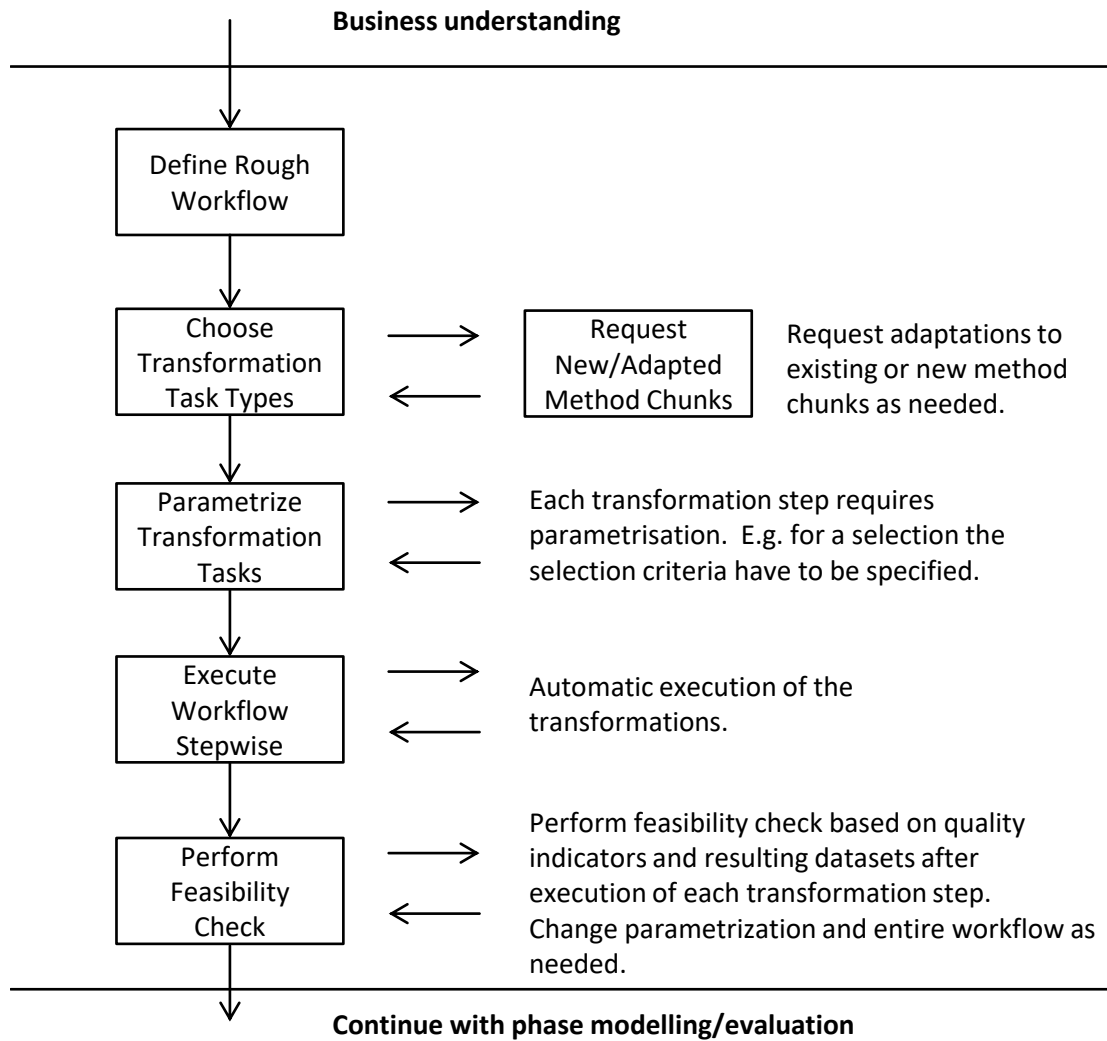 Business understanding
Define Rough
Workflow
Choose
Transformation
Task Types
Request
New/Adapted
Method Chunks
Request adaptations to
existing or new method
chunks as needed.
Parametrize
Transformation
Tasks
Each transformation step requires
parametrisation.  E.g. for a selection the
selection criteria have to be specified.
Execute
Workflow
Stepwise
Automatic execution of the
transformations.
Perform
Feasibility
Check
Perform feasibility check based on quality
indicators and resulting datasets after
execution of each transformation step.
Change parametrization and entire workflow as
needed.
Continue with phase modelling/evaluation